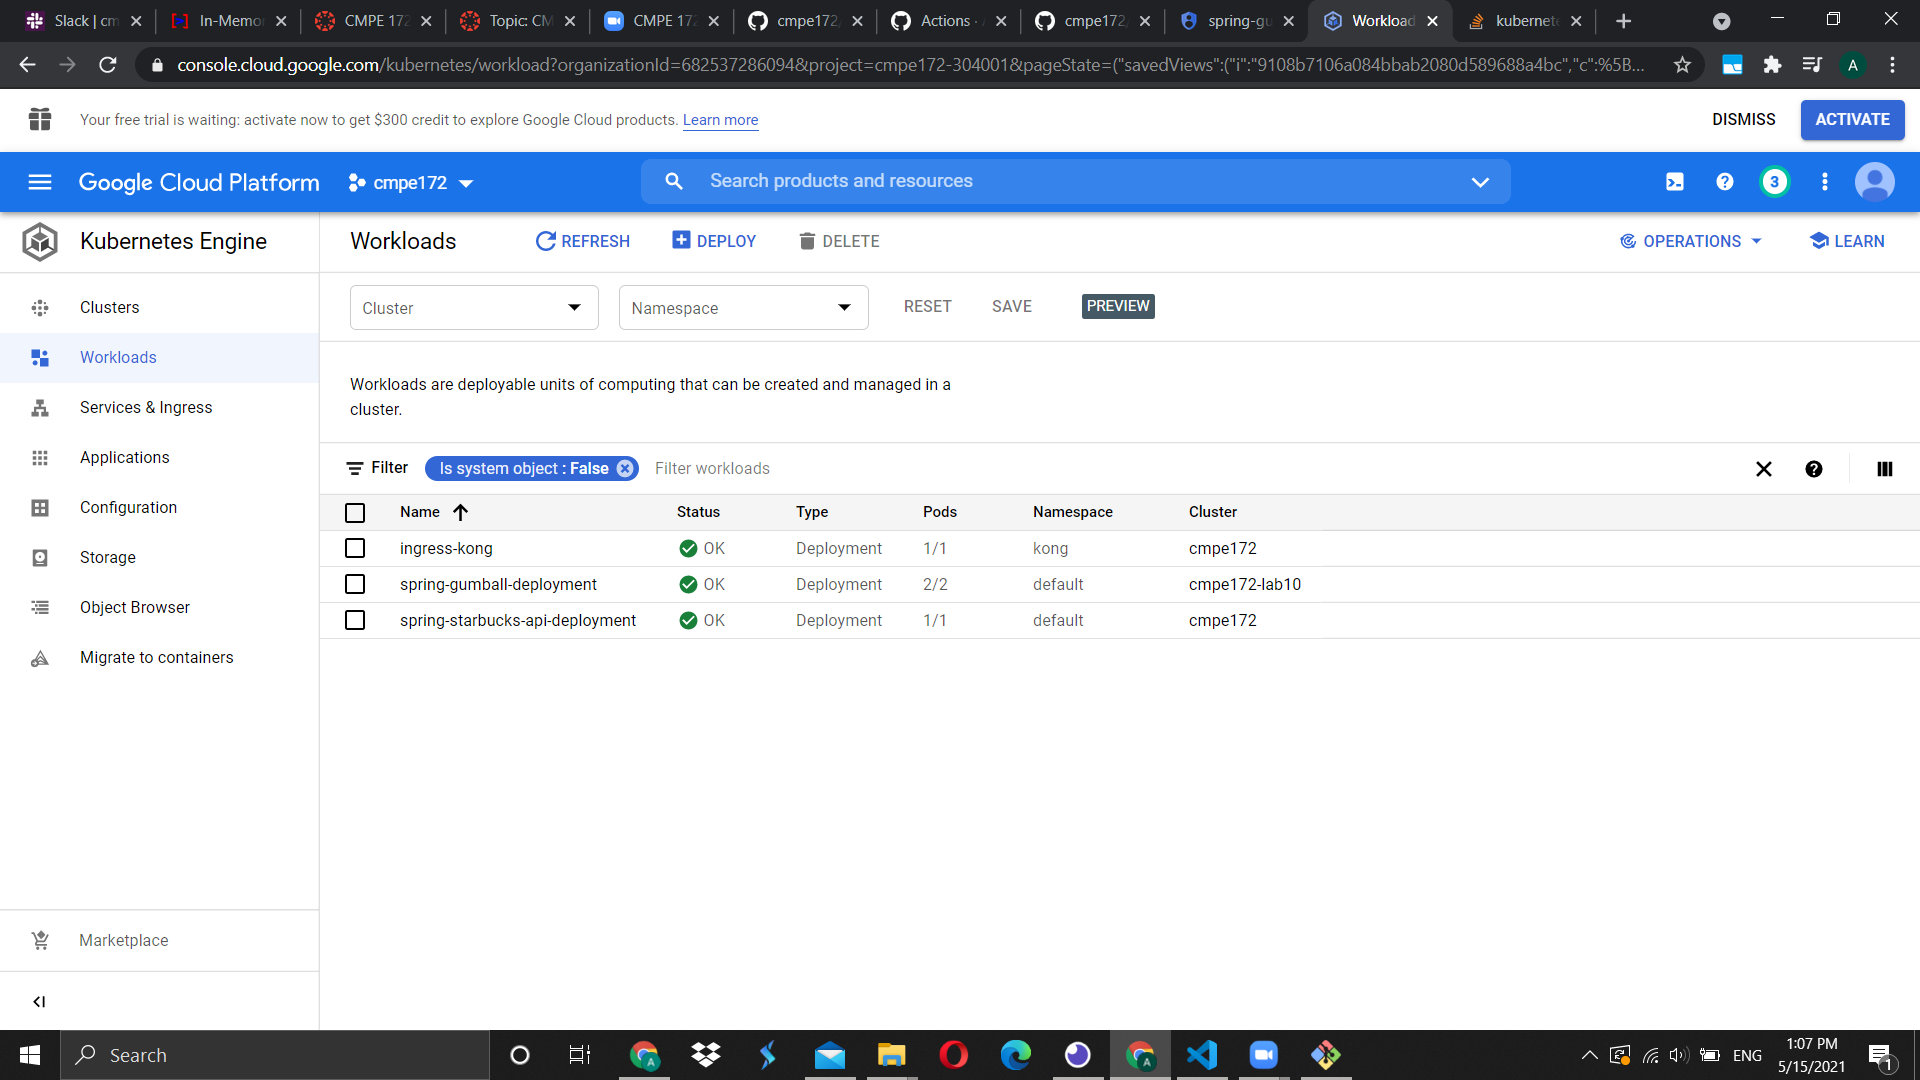 Slack | cm
In-Memor
CMPE 172
Topic: CM
CMPE 172
cmpe172/
Actions · 
cmpe172/
spring-gu
Workload
kubernete
console.cloud.google.com/kubernetes/workload?organizationId=682537286094&project=cmpe172-304001&pageState=("savedViews":("i":"9108b7106a084bbab2080d589688a4bc","c":%5B...
A
Your free trial is waiting: activate now to get $300 credit to explore Google Cloud products. Learn more
DISMISS
ACTIVATE
Google Cloud Platform
cmpe172
Search products and resources
3
Kubernetes Engine
Workloads
REFRESH
DEPLOY
DELETE
OPERATIONS
LEARN
Clusters
Workloads
Services & Ingress
Applications
Configuration
Storage
Object Browser
Migrate to containers
Marketplace
Cluster
Namespace
RESET
SAVE
PREVIEW
Workloads are deployable units of computing that can be created and managed in a
cluster.
Filter
Is system object : False
Filter workloads
Name Status Type Pods Namespace Cluster
ingress-kong OK Deployment 1/1 kong cmpe172
spring-gumball-deployment OK Deployment 2/2 default cmpe172-lab10
spring-starbucks-api-deployment OK Deployment 1/1 default cmpe172
Search
ENG
1:07 PM
5/15/2021
1